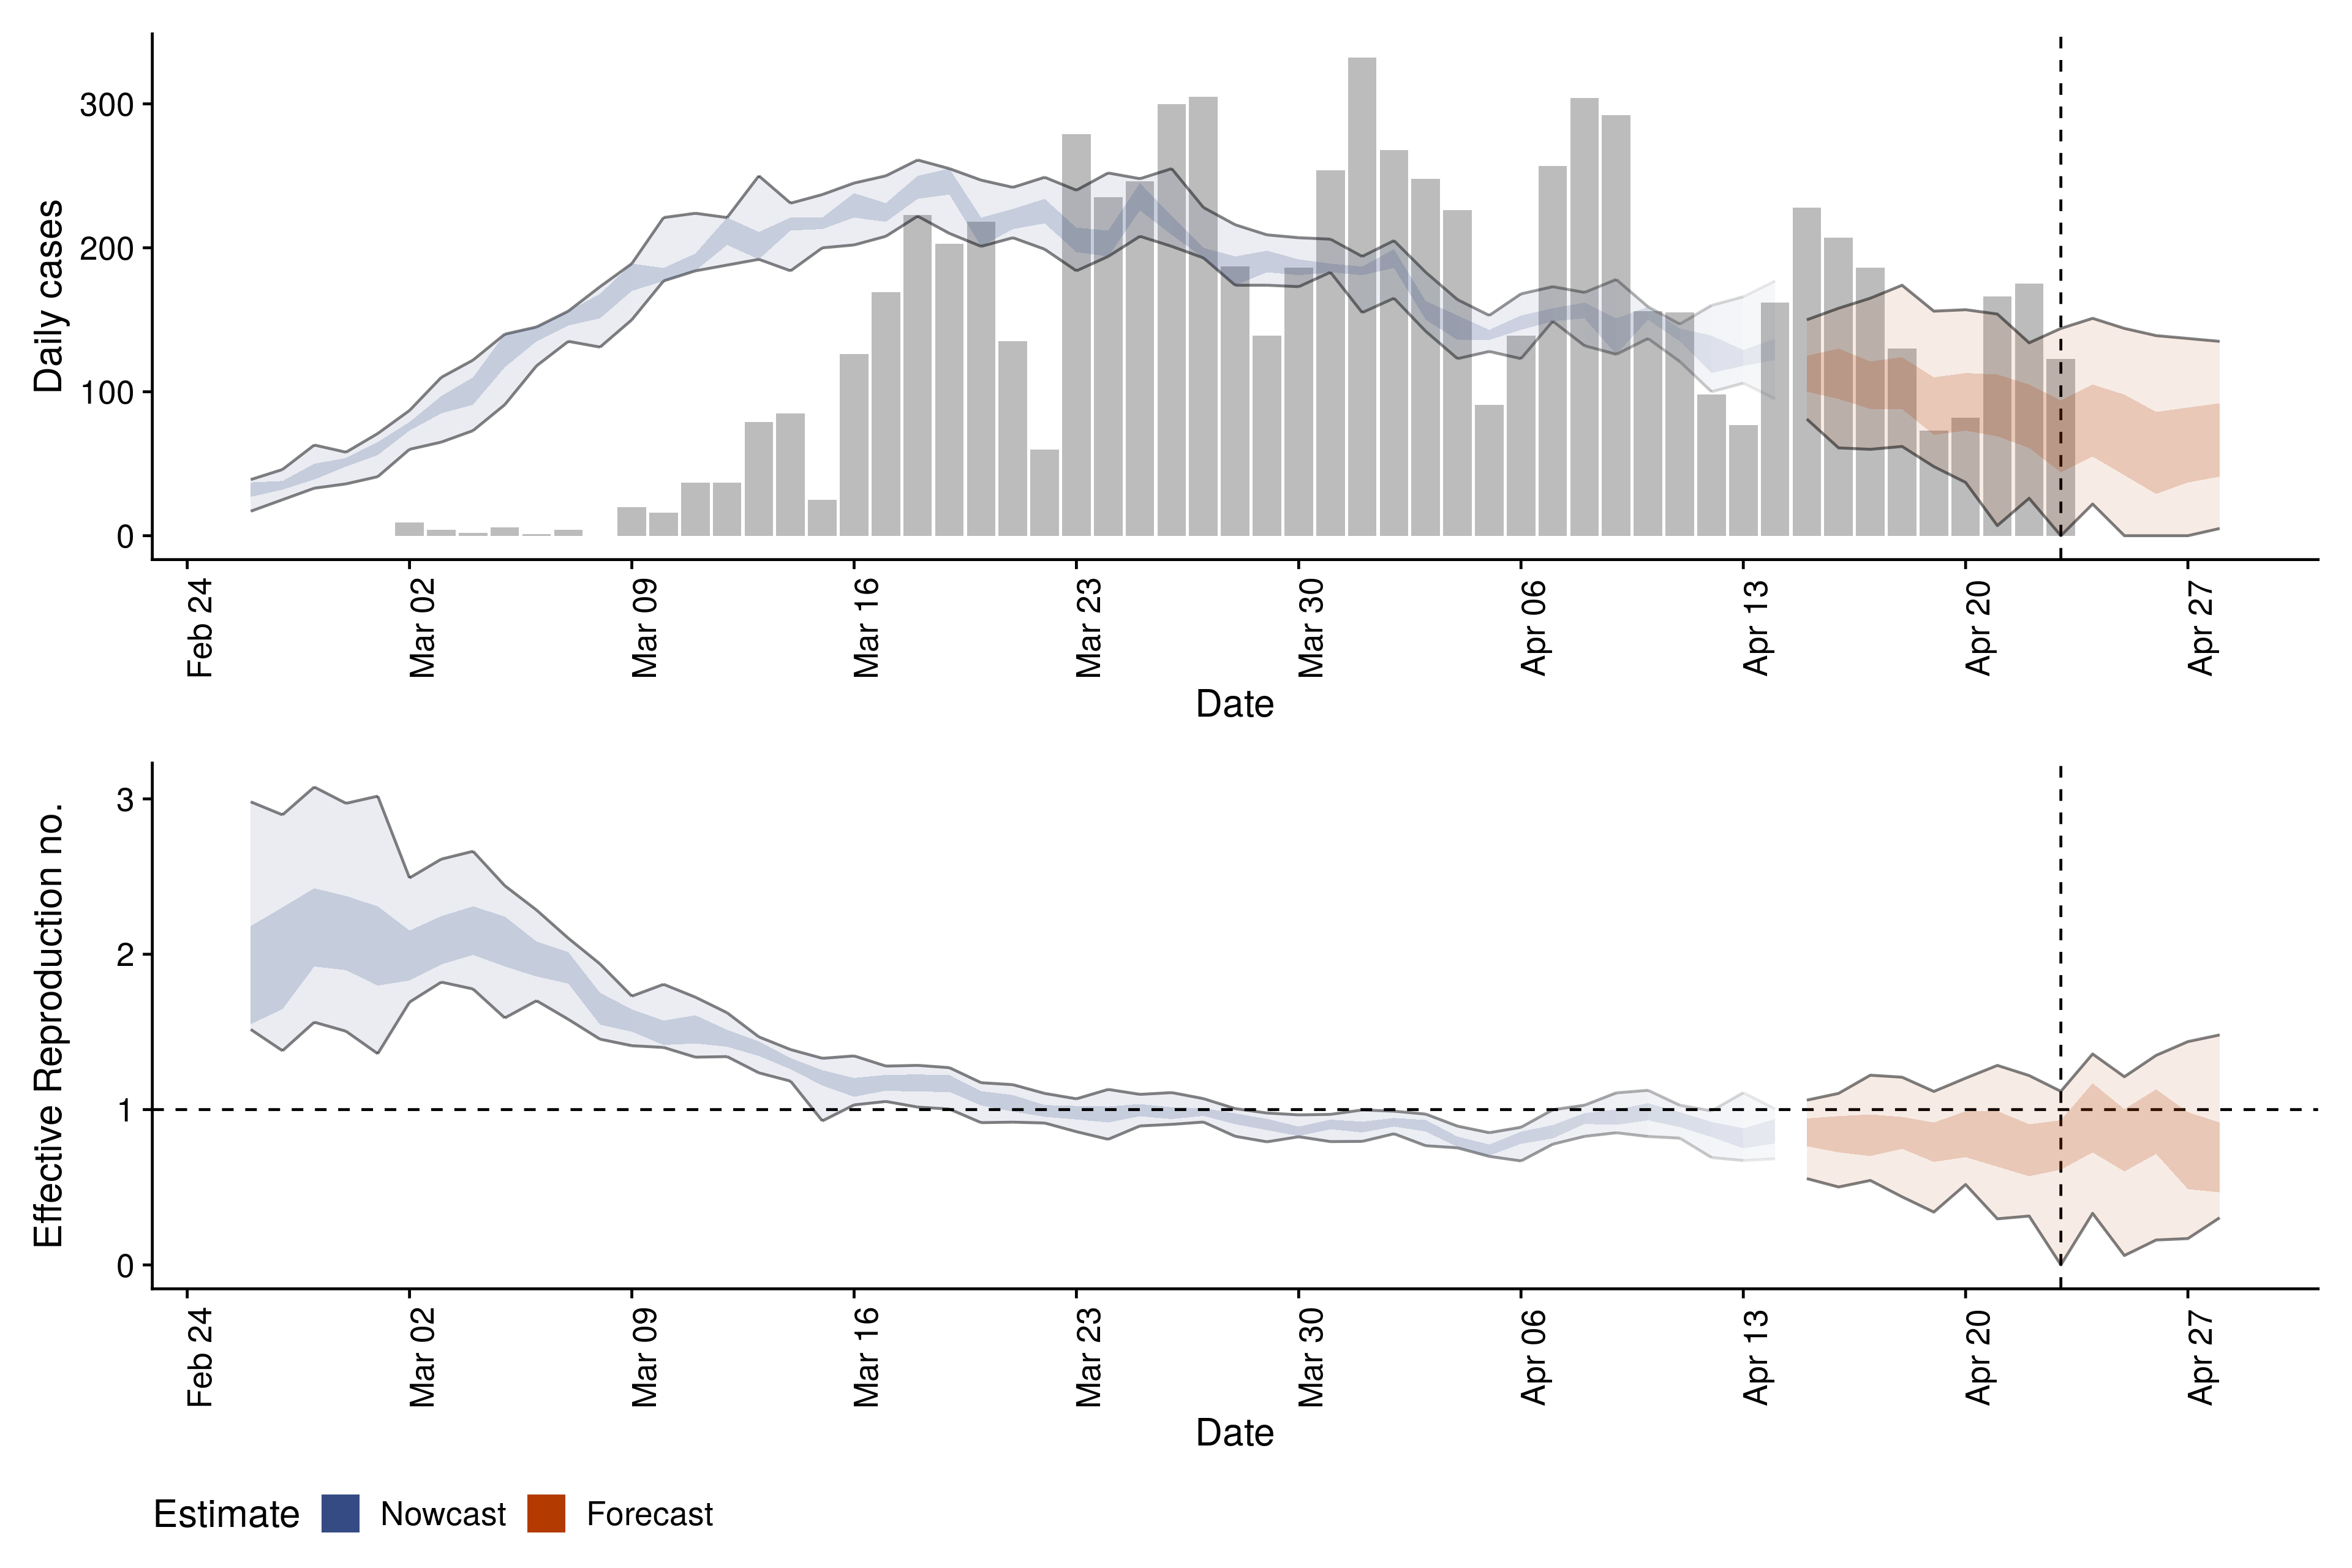 Daily cases
300
200
100
0
Feb 24
Mar 02
Mar 09
Mar 16
Mar 23
Mar 30
Apr 06
Apr 13
Apr 20
Apr 27
Date
Effective Reproduction no.
3
2
1
0
Feb 24
Mar 02
Mar 09
Mar 16
Mar 23
Mar 30
Apr 06
Apr 13
Apr 20
Apr 27
Date
Estimate Nowcast Forecast